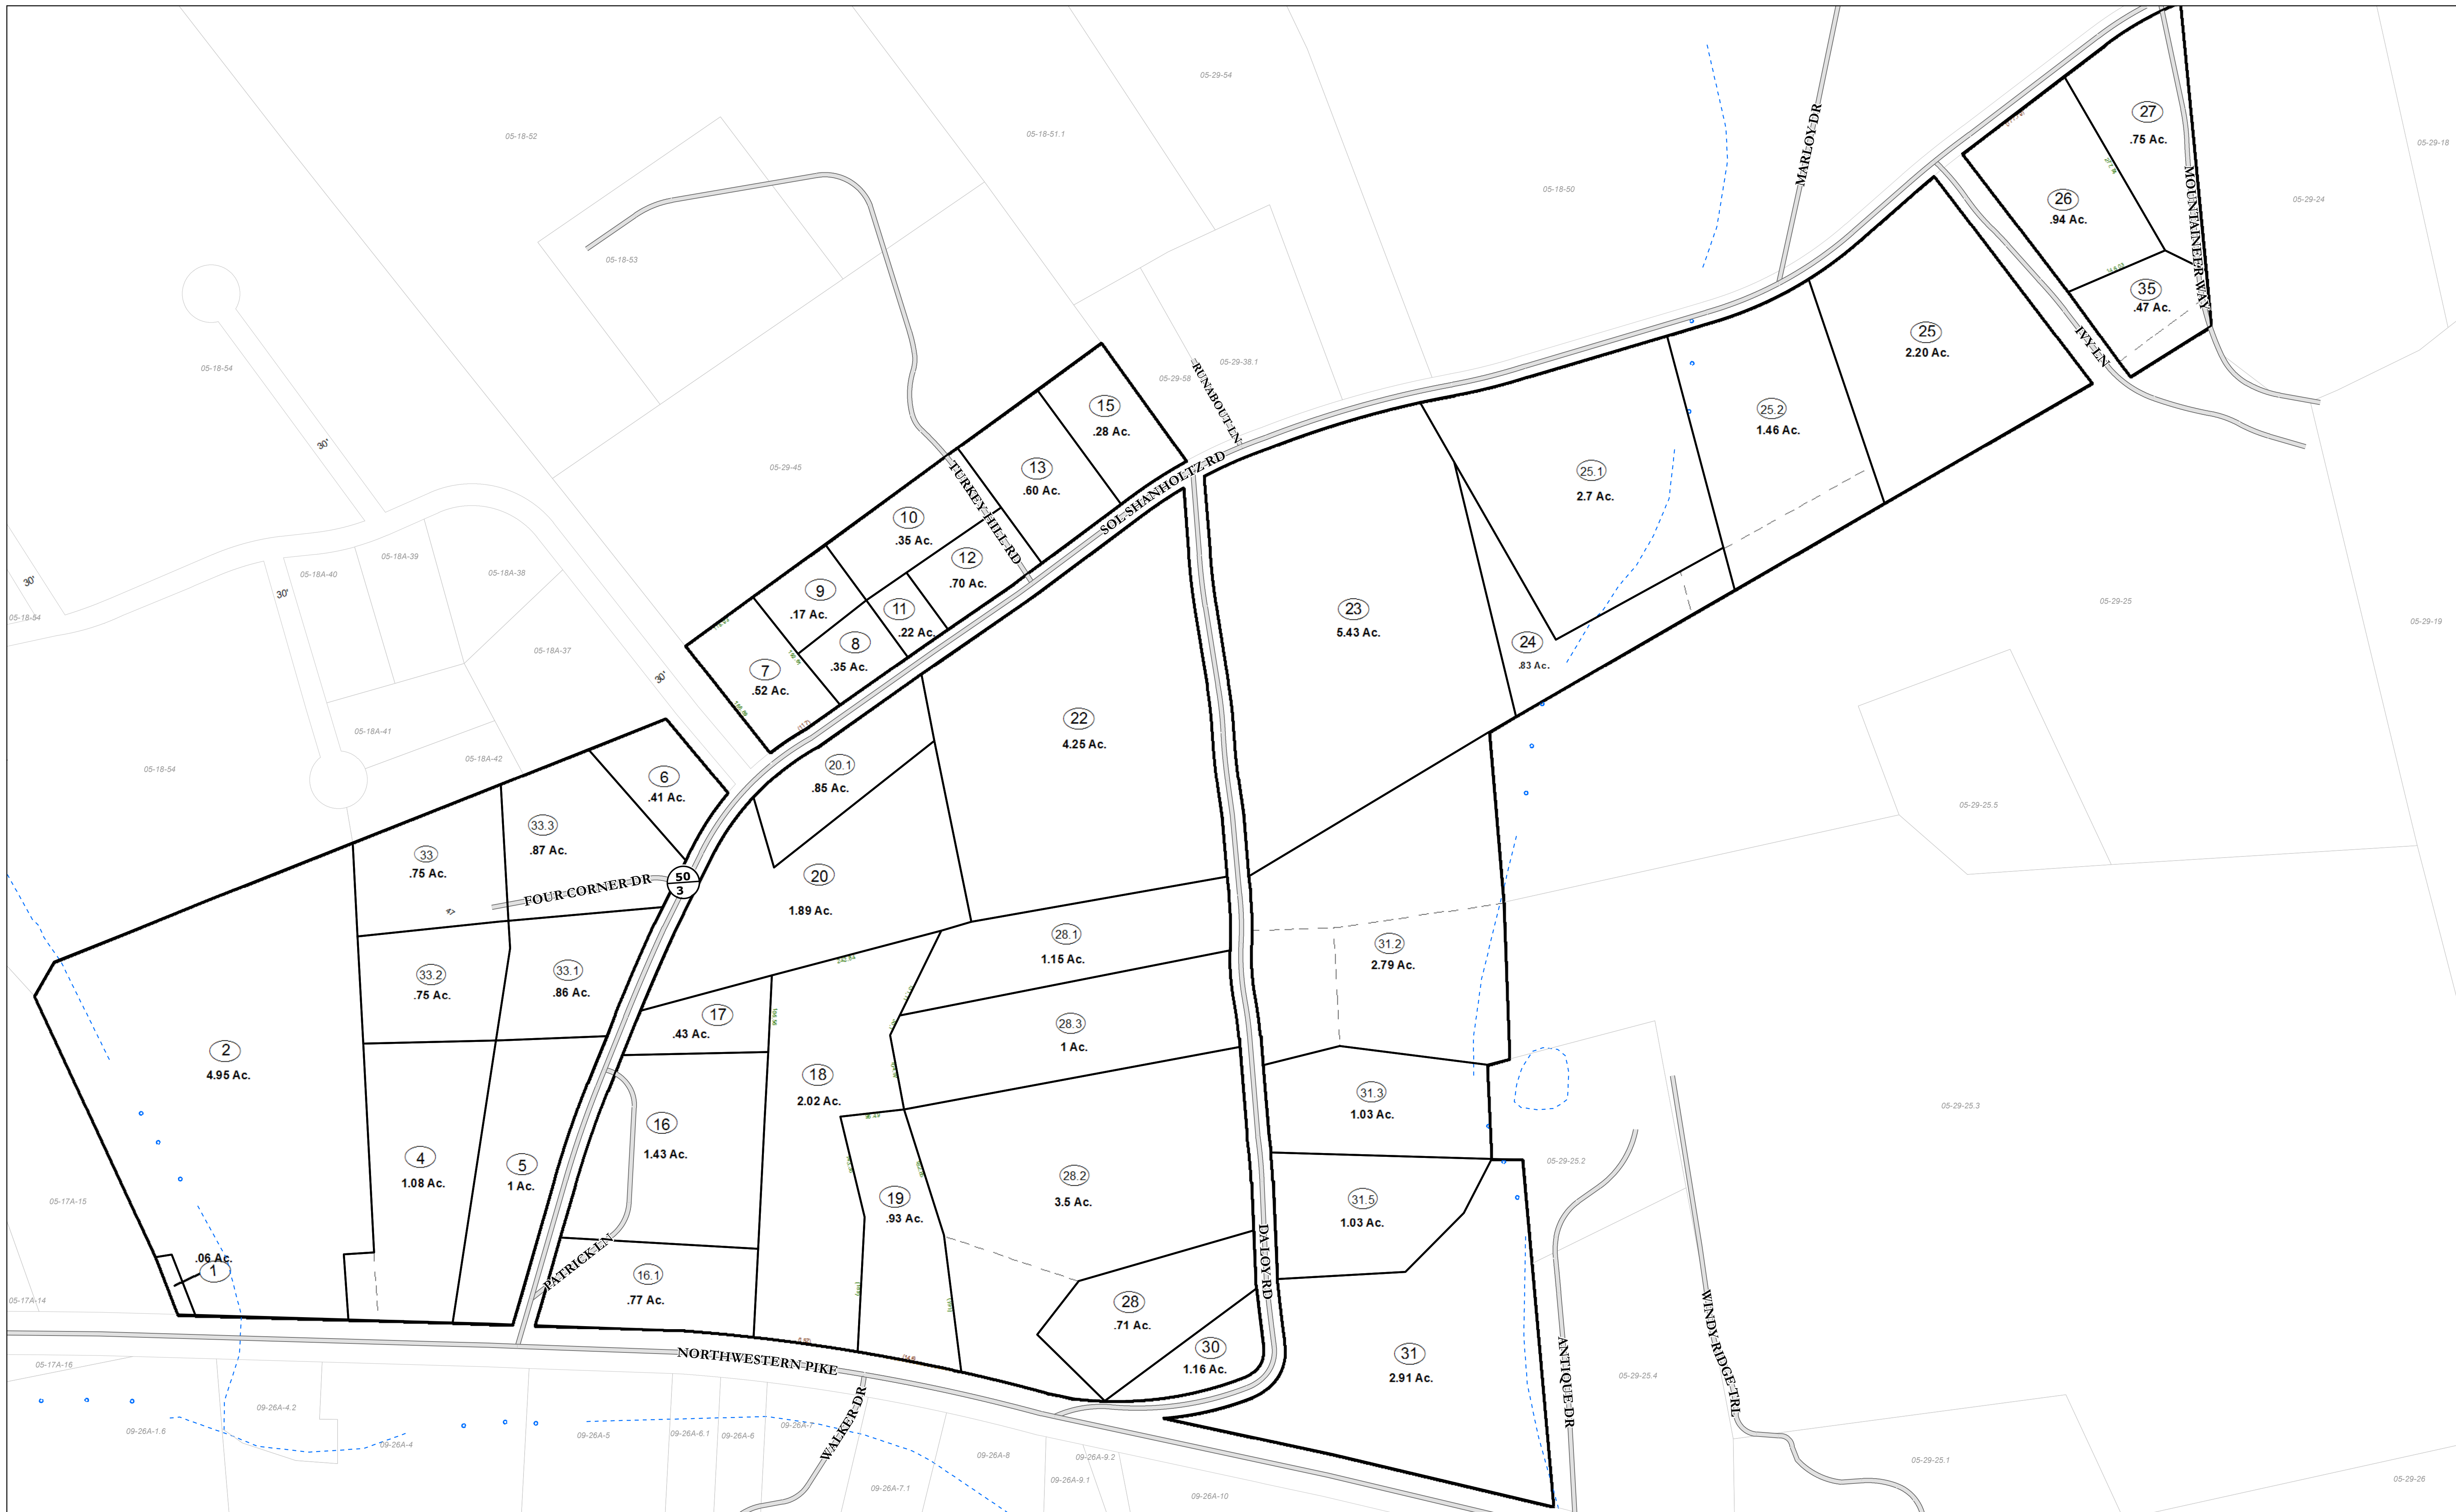 05-29-54
05-18-52
05-18-51.1
05-29-18
27
.75 Ac.
MARLOY DR
05-18-50
26
.94 Ac.
MOUNTAINEER WAY
05-29-24
05-18-53
35
.47 Ac.
25
2.20 Ac.
IVY LN
05-18-54
05-29-38.1
05-29-58
RUNABOUT LN
15
.28 Ac.
25.2
1.46 Ac.
30'
05-29-45
TURKEY HILL RD
13
.60 Ac.
SOL SHANHOLTZ RD
25.1
2.7 Ac.
10
.35 Ac.
05-18A-39
05-18A-40
05-18A-38
30'
30'
12
.70 Ac.
9
.17 Ac.
11
.22 Ac.
23
5.43 Ac.
05-29-25
05-18-54
05-29-19
8
.35 Ac.
24
.83 Ac.
05-18A-37
30'
7
.52 Ac.
22
4.25 Ac.
05-18A-41
05-18A-42
05-18-54
20.1
.85 Ac.
6
.41 Ac.
05-29-25.5
33.3
.87 Ac.
33
.75 Ac.
FOUR CORNER DR
50
3
20
1.89 Ac.
47
28.1
1.15 Ac.
31.2
2.79 Ac.
242.64
33.2
.75 Ac.
33.1
.86 Ac.
17
.43 Ac.
28.3
1 Ac.
2
4.95 Ac.
18
2.02 Ac.
31.3
1.03 Ac.
05-29-25.3
16
1.43 Ac.
4
1.08 Ac.
5
1 Ac.
05-29-25.2
28.2
3.5 Ac.
19
.93 Ac.
31.5
1.03 Ac.
05-17A-15
.06 Ac.
1
PATRICK LN
16.1
.77 Ac.
DA LOY RD
05-17A-14
28
.71 Ac.
30
1.16 Ac.
31
2.91 Ac.
ANTIQUE DR
WINDY RIDGE TRL
NORTHWESTERN PIKE
05-17A-16
05-29-25.4
WALKER DR
09-26A-4.2
09-26A-1.6
09-26A-4
09-26A-5
09-26A-6.1
09-26A-6
09-26A-7
09-26A-8
09-26A-9.2
09-26A-9.1
09-26A-7.1
09-26A-10
05-29-25.1
05-29-26